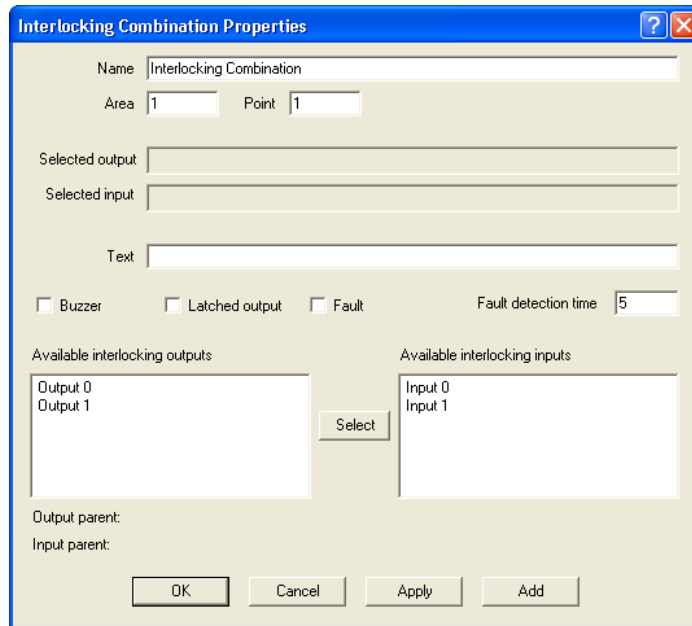 Interlocking Combination Properties
Name Interlocking Combination
Area 1 Point 1
Selected output
Selected input
Text
Buzzer Latched output Fault Fault detection time 5
Available interlocking outputs Available interlocking inputs
Output 0 Input 0
Output 1 Input 1
Select
Output parent:
Input parent:
OK Cancel Apply Add